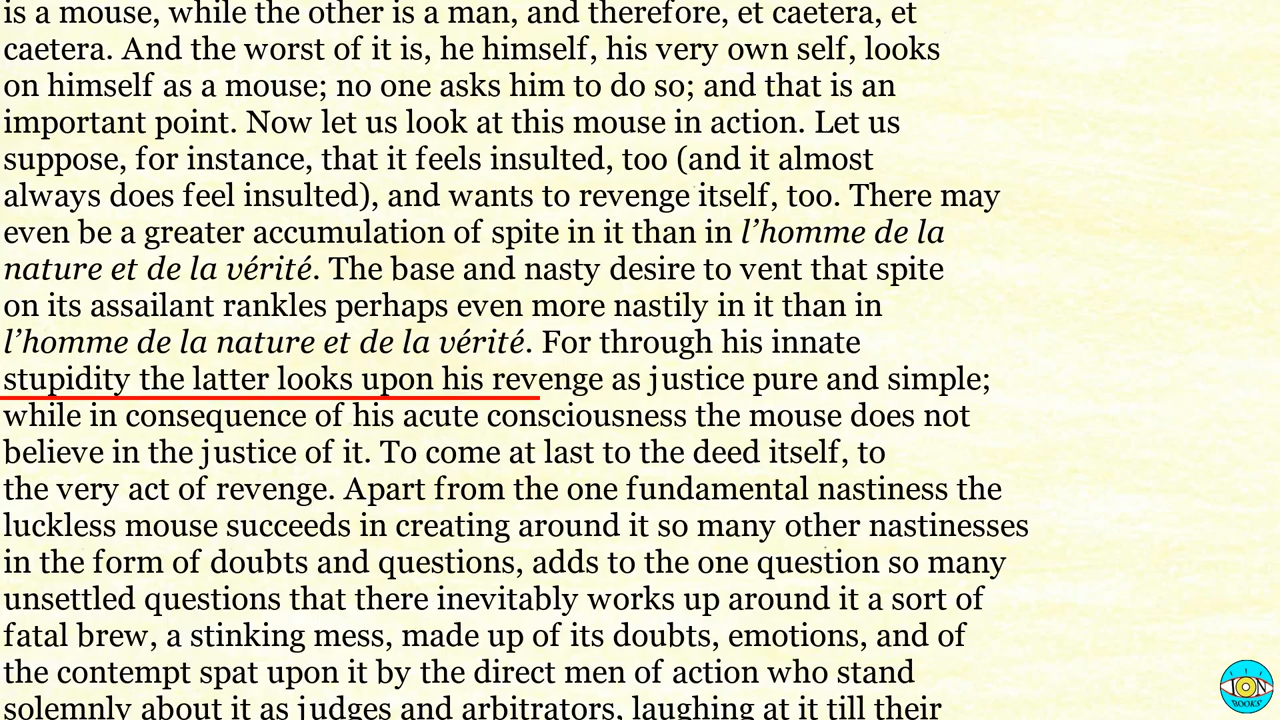 is a mouse, while the other is a man, and therefore, et caetera, et
caetera. And the worst of it is, he himself, his very own self, looks
on himself as a mouse; no one asks him to do so; and that is an
important point. Now let us look at this mouse in action. Let us
suppose, for instance, that it feels insulted, too (and it almost
always does feel insulted), and wants to revenge itself, too. There may
even be a greater accumulation of spite in it than in l’homme de la
nature et de la vérité. The base and nasty desire to vent that spite
on its assailant rankles perhaps even more nastily in it than in
l’homme de la nature et de la vérité. For through his innate
stupidity the latter looks upon his revenge as justice pure and simple;
while in consequence of his acute consciousness the mouse does not
believe in the justice of it. To come at last to the deed itself, to
the very act of revenge. Apart from the one fundamental nastiness the
luckless mouse succeeds in creating around it so many other nastinesses
in the form of doubts and questions, adds to the one question so many
unsettled questions that there inevitably works up around it a sort of
fatal brew, a stinking mess, made up of its doubts, emotions, and of
the contempt spat upon it by the direct men of action who stand
solemnly about it as judges and arbitrators, laughing at it till their
ION
BOOKS